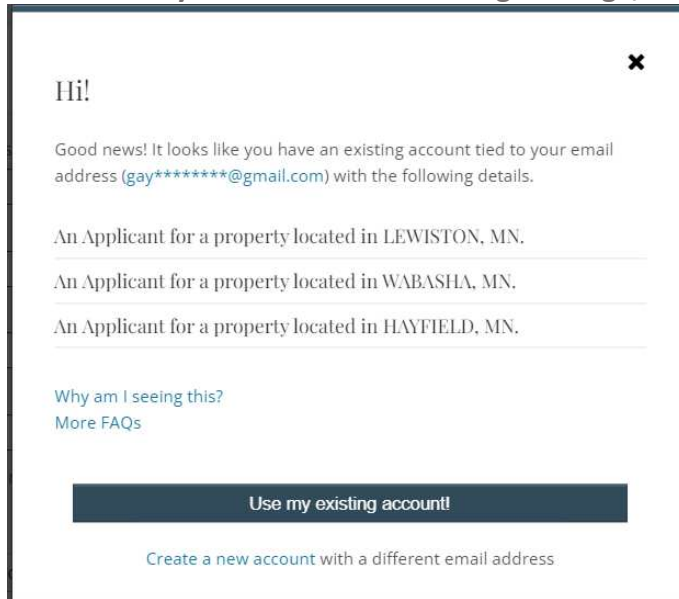 Hi!
Good news! It looks like you have an existing account tied to your email
address (gay********@gmail.com) with the following details.
An Applicant for a property located in LEWISTON, MN.
An Applicant for a property located in WABASHA, MN.
An Applicant for a property located in HAYFIELD, MN.
Why am I seeing this?
More FAQs
Use my existing account!
Create a new account with a different email address